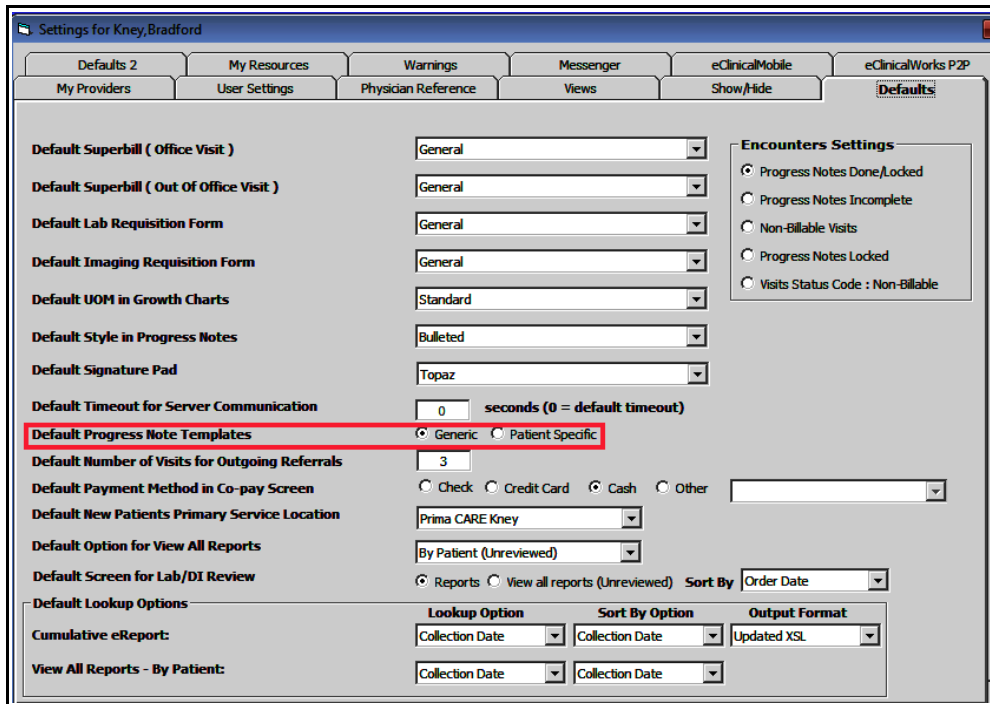 Settings for Kney,Bradford
Defaults 2 My Resources Warnings Messenger eClinicalMobile eClinicalWorks P2P
My Providers User Settings Physician Reference Views Show/Hide Defaults
Default Superbill ( Office Visit ) General
Default Superbill ( Out Of Office Visit ) General
Default Lab Requisition Form General
Default Imaging Requisition Form General
Default UOM in Growth Charts Standard
Default Style in Progress Notes Bulleted
Default Signature Pad Topaz
Default Timeout for Server Communication 0 seconds (0 = default timeout)
Default Progress Note Templates Generic Patient Specific
Default Number of Visits for Outgoing Referrals 3
Default Payment Method in Co-pay Screen Check Credit Card Cash Other
Default New Patients Primary Service Location Prima CARE Kney
Default Option for View All Reports By Patient (Unreviewed)
Default Screen for Lab/DI Review Reports View all reports (Unreviewed) Sort By Order Date
Encounters Settings
Progress Notes Done/Locked
Progress Notes Incomplete
Non-Billable Visits
Progress Notes Locked
Visits Status Code : Non-Billable
Default Lookup Options
Lookup Option Sort By Option Output Format
Cumulative eReport: Collection Date Collection Date Updated XSL
View All Reports - By Patient: Collection Date Collection Date